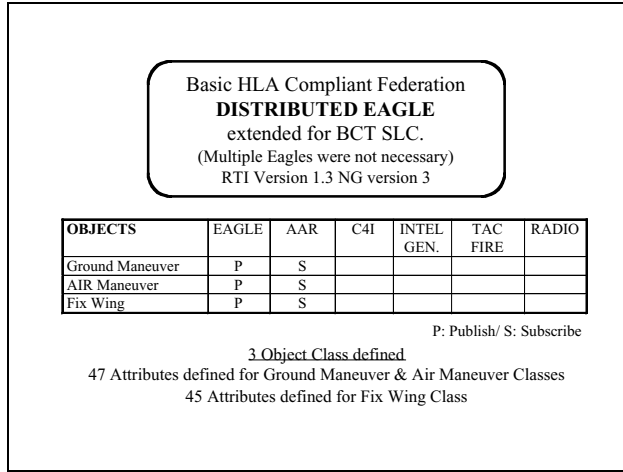 Basic HLA Compliant Federation
DISTRIBUTED EAGLE
extended for BCT SLC.
(Multiple Eagles were not necessary)
RTI Version 1.3 NG version 3
OBJECTS EAGLE AAR C4I INTEL GEN. TAC FIRE RADIO
Ground Maneuver P S
AIR Maneuver P S
Fix Wing P S
P: Publish/ S: Subscribe
3 Object Class defined
47 Attributes defined for Ground Maneuver & Air Maneuver Classes
45 Attributes defined for Fix Wing Class